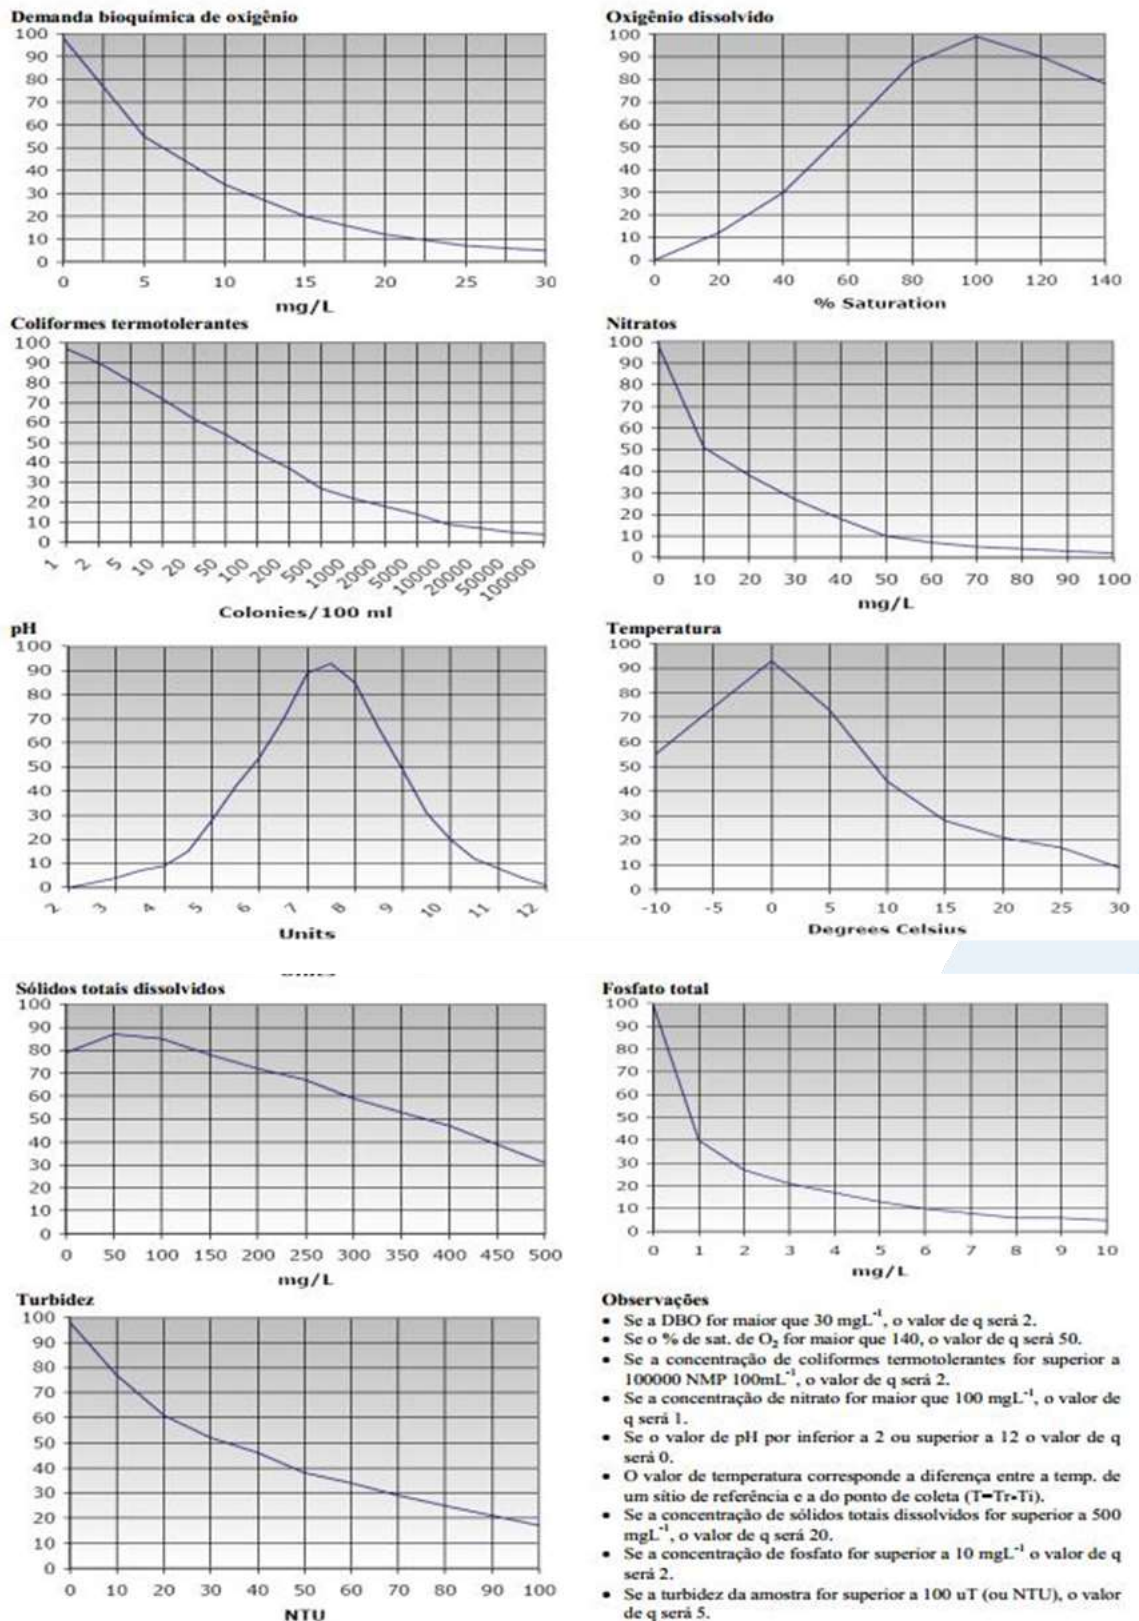 Demanda bioquímica de oxigênio
100
90
80
70
60
50
40
30
20
10
0
0 5 10 15 20 25 30
mg/L
Oxigênio dissolvido
100
90
80
70
60
50
40
30
20
10
0
0 20 40 60 80 100 120 140
% Saturation
Coliformes termotolerantes
100
90
80
70
60
50
40
30
20
10
0
1 2 5 10 20 50 100 200 500 1000 2000 5000 10000 20000 50000 100000
Colonies/100 ml
Nitratos
100
90
80
70
60
50
40
30
20
10
0
0 10 20 30 40 50 60 70 80 90 100
mg/L
pH
100
90
80
70
60
50
40
30
20
10
0
2 3 4 5 6 7 8 9 10 11 12
Units
Temperatura
100
90
80
70
60
50
40
30
20
10
0
-10 -5 0 5 10 15 20 25 30
Degrees Celsius
Sólidos totais dissolvidos
100
90
80
70
60
50
40
30
20
10
0
0 50 100 150 200 250 300 350 400 450 500
mg/L
Fosfato total
100
90
80
70
60
50
40
30
20
10
0
0 1 2 3 4 5 6 7 8 9 10
mg/L
Turbidez
100
90
80
70
60
50
40
30
20
10
0
0 10 20 30 40 50 60 70 80 90 100
NTU
Observações
• Se a DBO for maior que 30 mgL⁻¹, o valor de q será 2.
• Se o % de sat. de O₂ for maior que 140, o valor de q será 50.
• Se a concentração de coliformes termotolerantes for superior a
100000 NMP 100mL⁻¹, o valor de q será 2.
• Se a concentração de nitrato for maior que 100 mgL⁻¹, o valor de
q será 1.
• Se o valor de pH por inferior a 2 ou superior a 12 o valor de q
será 0.
• O valor de temperatura corresponde a diferença entre a temp. de
um sítio de referência e a do ponto de coleta (T=Tr-Ti).
• Se a concentração de sólidos totais dissolvidos for superior a 500
mgL⁻¹, o valor de q será 20.
• Se a concentração de fosfato for superior a 10 mgL⁻¹ o valor de q
será 2.
• Se a turbidez da amostra for superior a 100 uT (ou NTU), o valor
de q será 5.